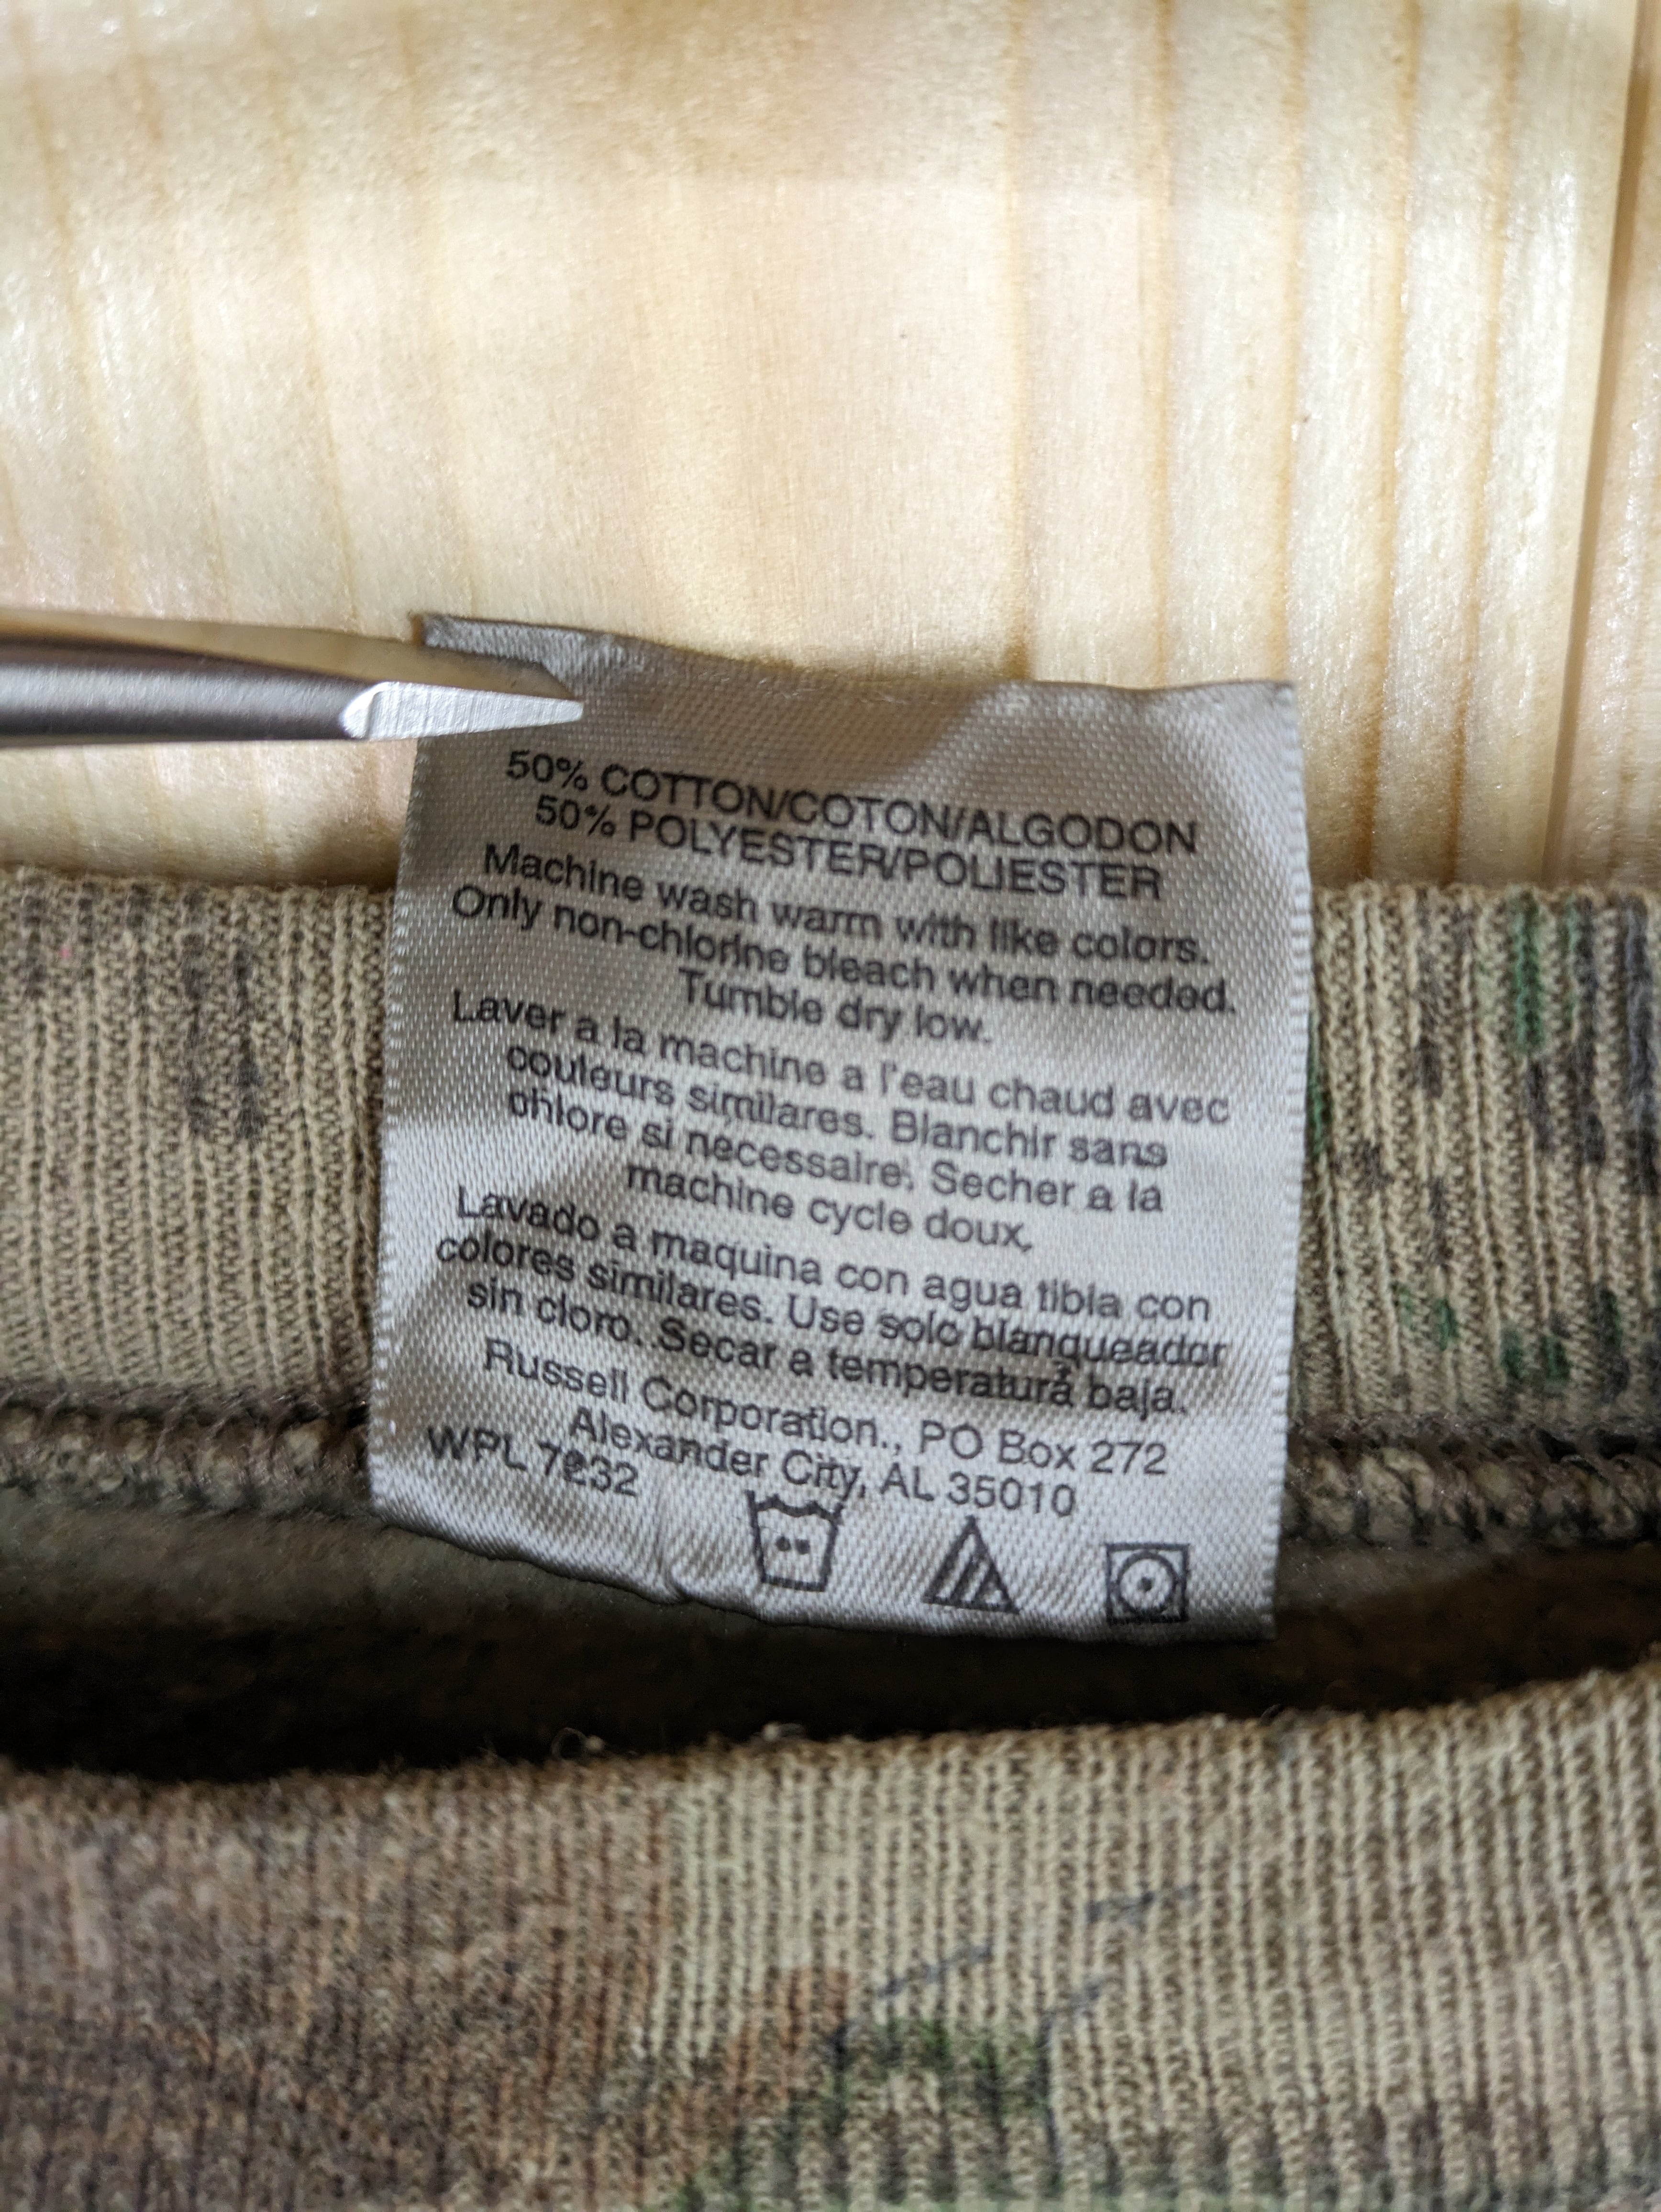 50% COTTON/COTON/ALGODON
50% POLYESTER/POLIESTER
Machine wash warm with like colors.
Only non-chlorine bleach when needed.
Tumble dry low.
Laver a la machine a l'eau chaud avec
couleurs similares. Blanchir sans
chlore si necessaire. Secher a la
machine cycle doux,
Lavado a maquina con agua tibia con
colores similares. Use solo blanqueador
sin cloro. Secar a temperatura baja.
Russell Corporation., PO Box 272
Alexander City, AL 35010
WPL